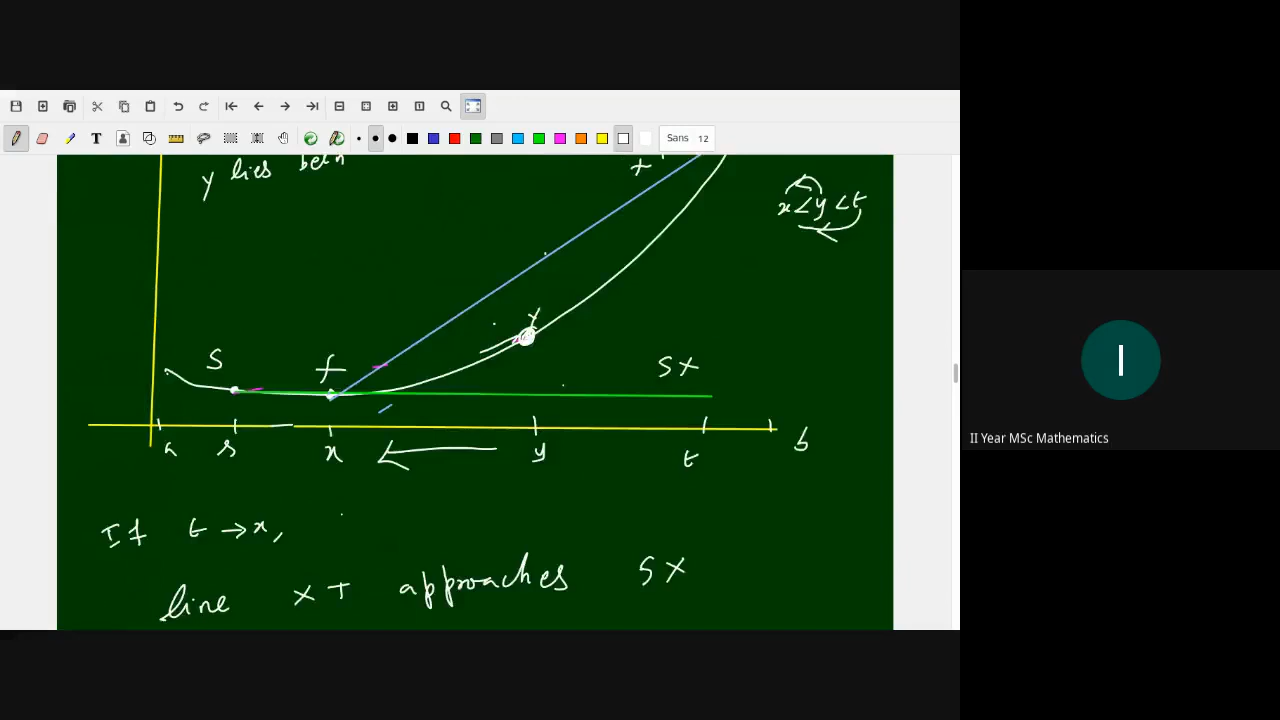 Sans 12
y lies betn
x < y < t
Y
S
SX
a s x y t b
If t → x,
line XT approaches SX
I
II Year MSc Mathematics